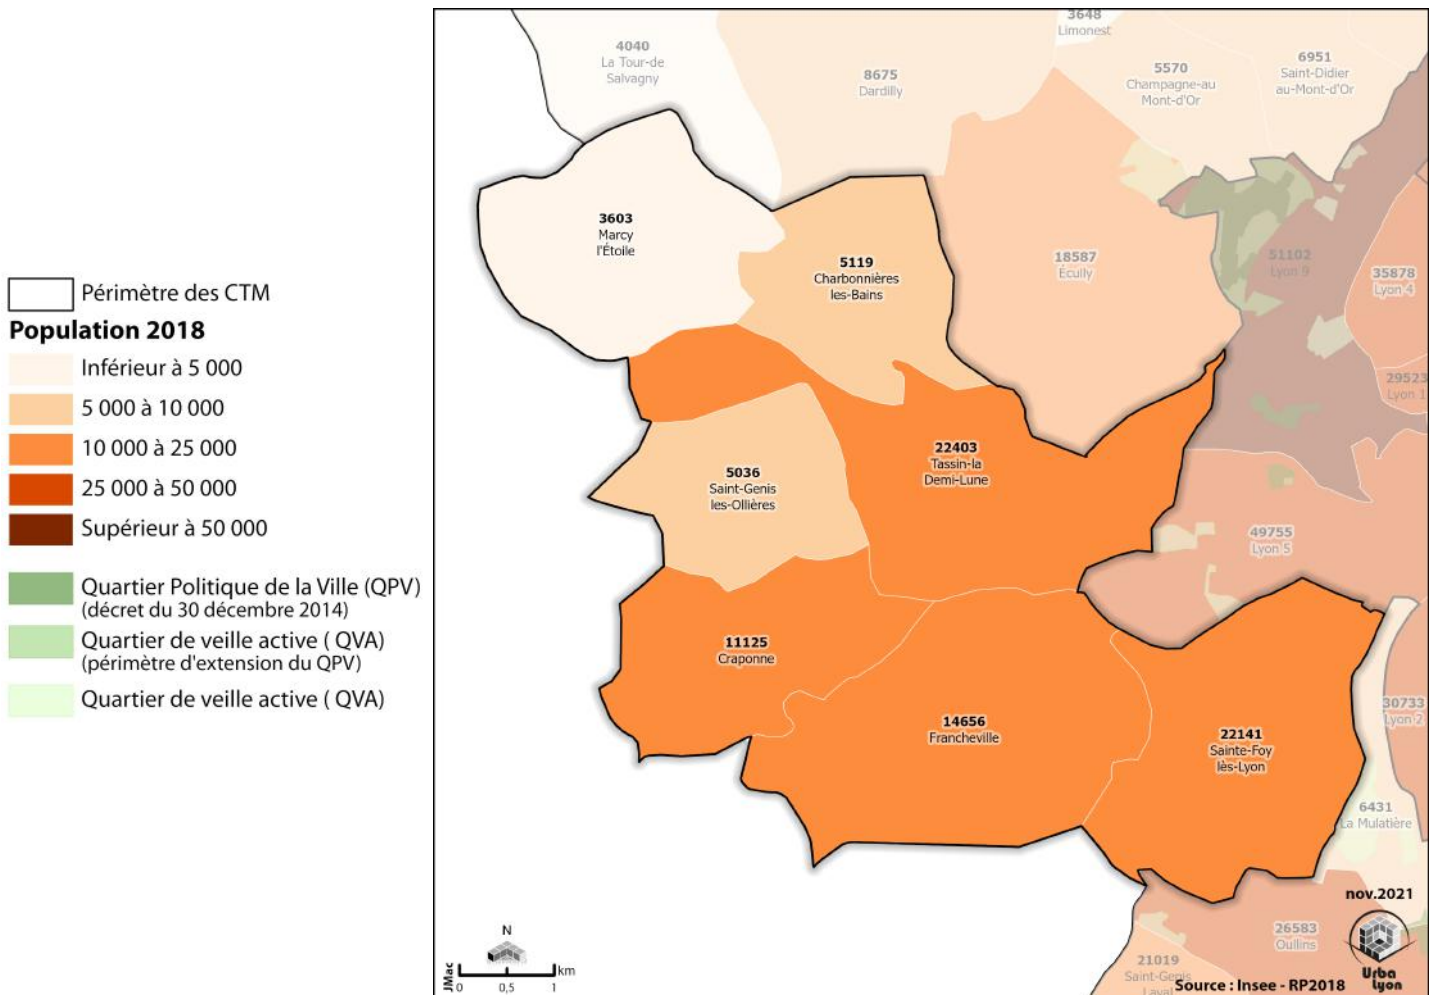 Périmètre des CTM
Population 2018
Inférieur à 5 000
5 000 à 10 000
10 000 à 25 000
25 000 à 50 000
Supérieur à 50 000
Quartier Politique de la Ville (QPV)
(décret du 30 décembre 2014)
Quartier de veille active ( QVA)
(périmètre d'extension du QPV)
Quartier de veille active ( QVA)
3648
Limonest
4040
La Tour-de
Salvagny
8675
Dardilly
5570
Champagne-au
Mont-d'Or
6951
Saint-Didier
au-Mont-d'Or
3603
Marcy
l'Étoile
5119
Charbonnières
les-Bains
18587
Écully
51102
Lyon 9
35878
Lyon 4
29523
Lyon 1
22403
Tassin-la
Demi-Lune
5036
Saint-Genis
les-Ollières
49755
Lyon 5
11125
Craponne
14656
Francheville
22141
Sainte-Foy
lès-Lyon
30733
Lyon 2
6431
La Mulatière
26583
Oullins
21019
Saint-Genis
Laval
nov.2021
Urba
Lyon
Source : Insee - RP2018
N
JMac
km
0 0,5 1